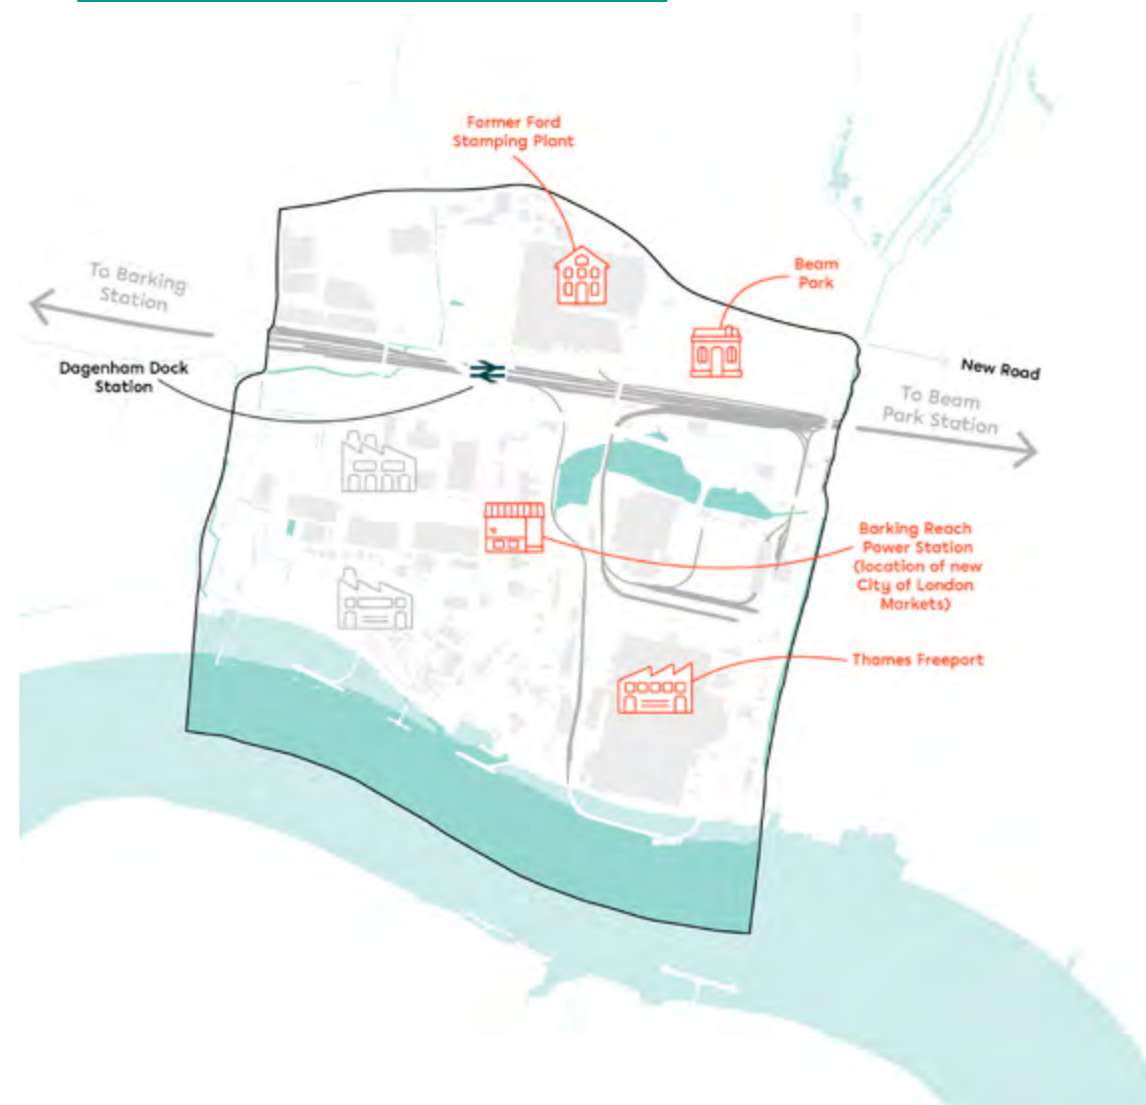 Former Ford
Stamping Plant
Beam
Park
To Barking
Station
Dagenham Dock
Station
New Road
To Beam
Park Station
Barking Reach
Power Station
(location of new
City of London
Markets)
Thames Freeport